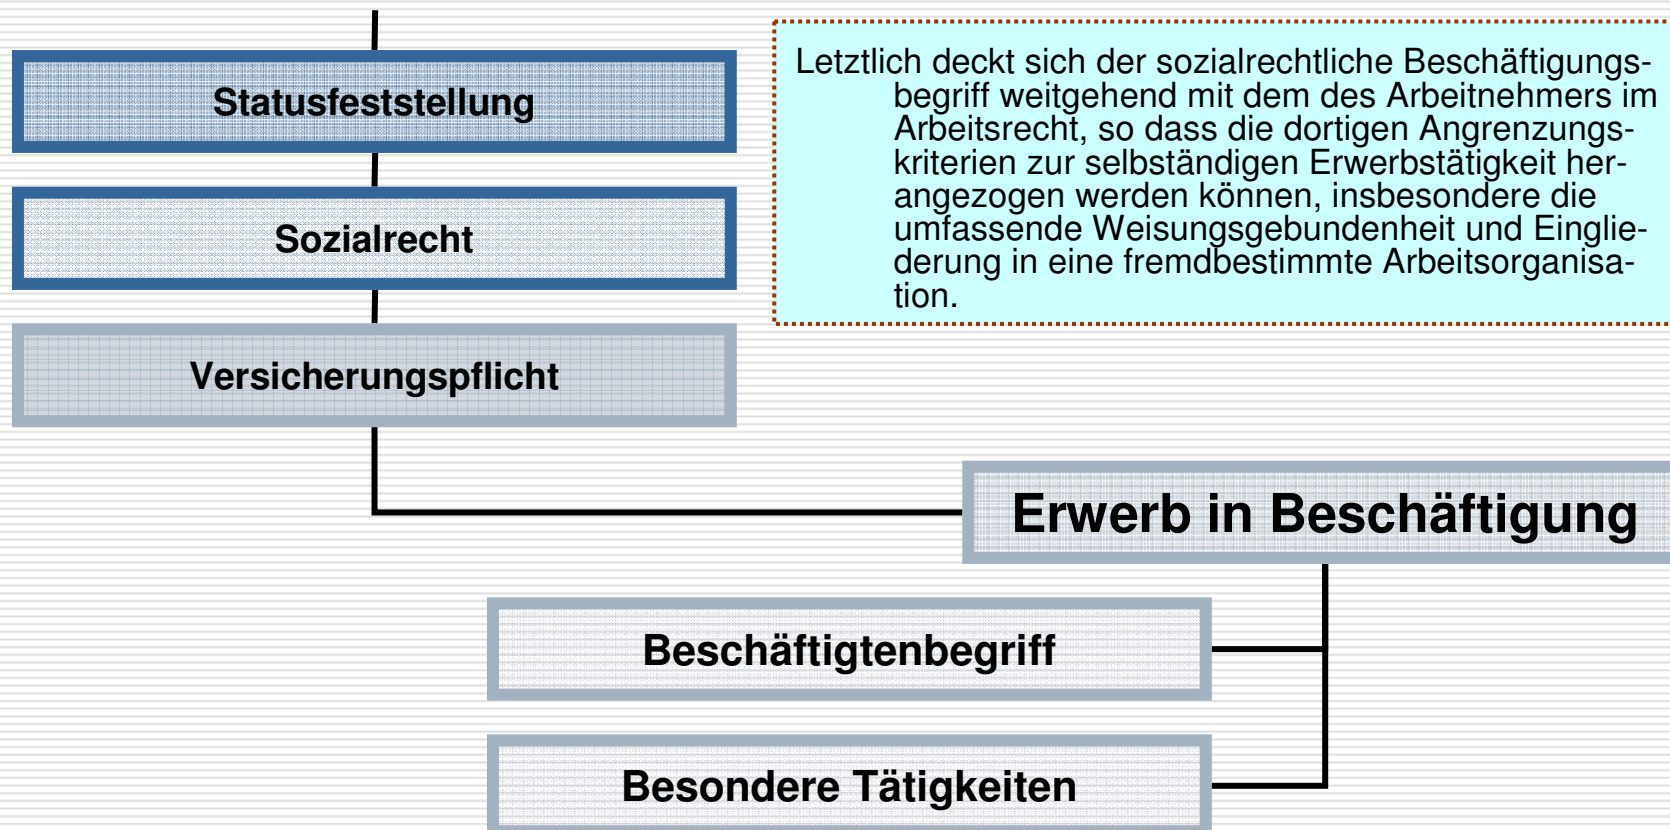 Statusfeststellung
Sozialrecht
Versicherungspflicht
Letztlich deckt sich der sozialrechtliche Beschäftigungs-
begriff weitgehend mit dem des Arbeitnehmers im
Arbeitsrecht, so dass die dortigen Angrenzungs-
kriterien zur selbständigen Erwerbstätigkeit her-
angezogen werden können, insbesondere die
umfassende Weisungsgebundenheit und Einglie-
derung in eine fremdbestimmte Arbeitsorganisa-
tion.
Erwerb in Beschäftigung
Beschäftigtenbegriff
Besondere Tätigkeiten